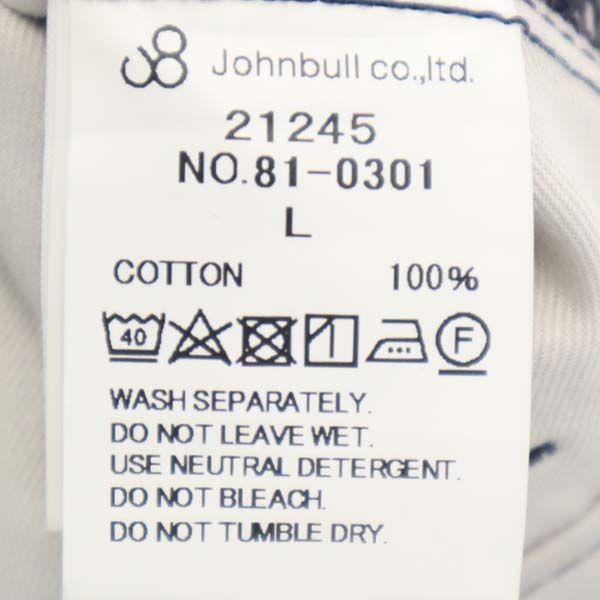 Johnbull co.,ltd.
21245
NO.81-0301
L
COTTON 100%
40 F
WASH SEPARATELY.
DO NOT LEAVE WET.
USE NEUTRAL DETERGENT.
DO NOT BLEACH.
DO NOT TUMBLE DRY.